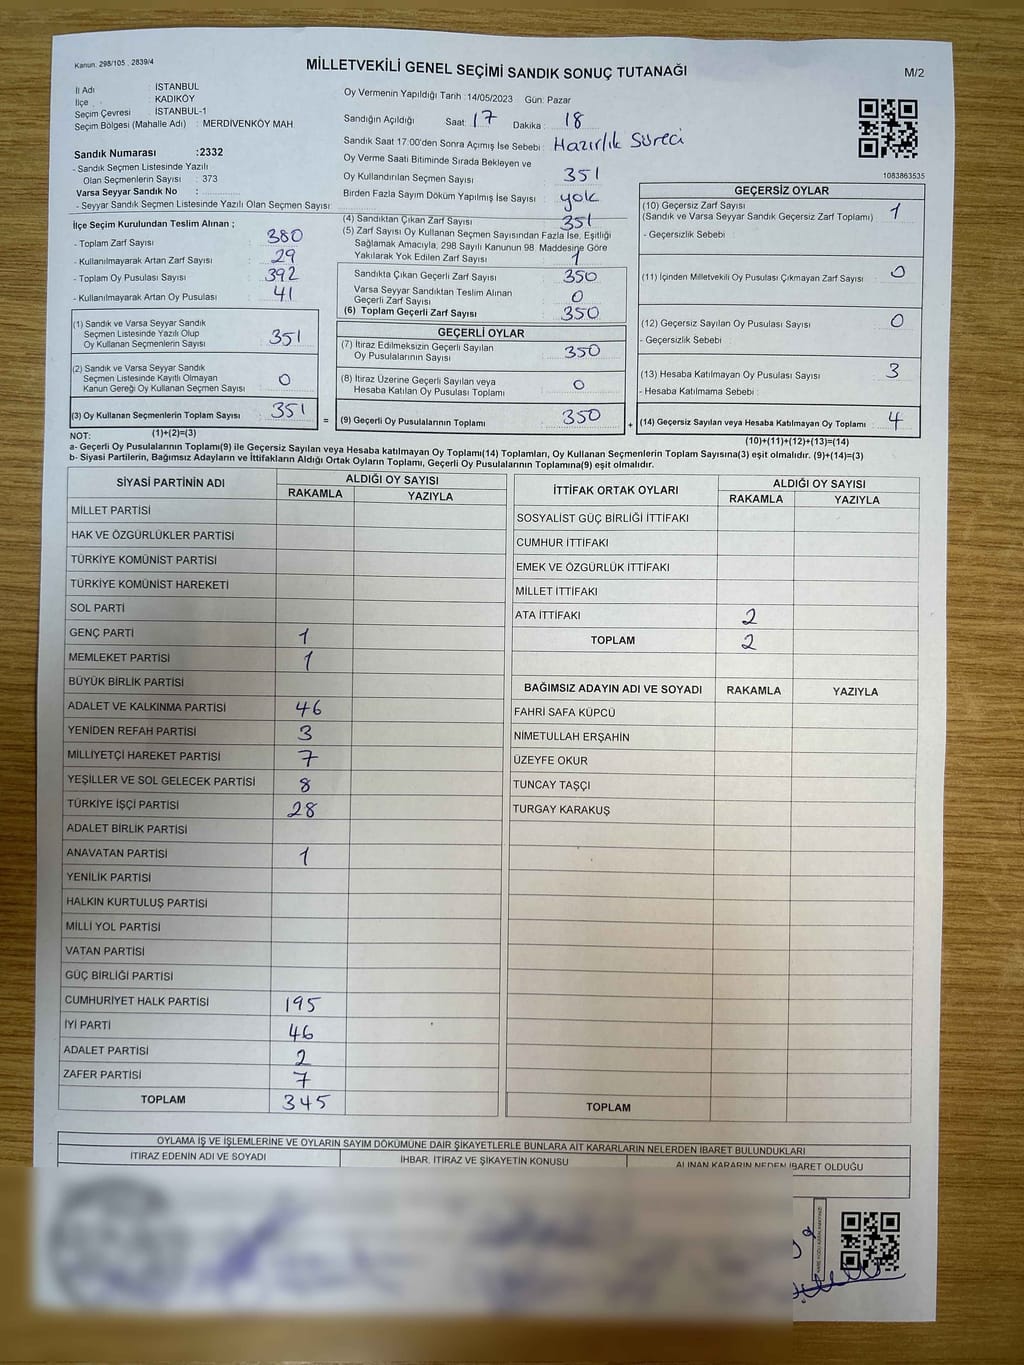 Kanun. 298/105 , 2839/4
MİLLETVEKİLİ GENEL SEÇİMİ SANDIK SONUÇ TUTANAĞI
M/2
İl Adı : İSTANBUL
İlçe : KADIKÖY
Seçim Çevresi : İSTANBUL-1
Seçim Bölgesi (Mahalle Adı) : MERDİVENKÖY MAH.
Sandık Numarası :2332
- Sandık Seçmen Listesinde Yazılı
Olan Seçmenlerin Sayısı : 373
Varsa Seyyar Sandık No :
- Seyyar Sandık Seçmen Listesinde Yazılı Olan Seçmen Sayısı:
Oy Vermenin Yapıldığı Tarih :14/05/2023 Gün: Pazar
Sandığın Açıldığı Saat: 17 Dakika : 18
Sandık Saat 17:00'den Sonra Açımış İse Sebebi: Hazırlık Süreci
Oy Verme Saati Bitiminde Sırada Bekleyen ve
Oy Kullandırılan Seçmen Sayısı : 351
Birden Fazla Sayım Döküm Yapılmış İse Sayısı : yok
1083863535
İlçe Seçim Kurulundan Teslim Alınan ;
- Toplam Zarf Sayısı : 380
- Kullanılmayarak Artan Zarf Sayısı : 29
- Toplam Oy Pusulası Sayısı : 392
- Kullanılmayarak Artan Oy Pusulası : 41
(1) Sandık ve Varsa Seyyar Sandık
Seçmen Listesinde Yazılı Olup
Oy Kullanan Seçmenlerin Sayısı : 351
(2) Sandık ve Varsa Seyyar Sandık
Seçmen Listesinde Kayıtlı Olmayan
Kanun Gereği Oy Kullanan Seçmen Sayısı : 0
(3) Oy Kullanan Seçmenlerin Toplam Sayısı : 351
(1)+(2)=(3)
(4) Sandıktan Çıkan Zarf Sayısı : 351
(5) Zarf Sayısı Oy Kullanan Seçmen Sayısından Fazla İse, Eşitliği
Sağlamak Amacıyla, 298 Sayılı Kanunun 98. Maddesine Göre
Yakılarak Yok Edilen Zarf Sayısı : 1
Sandıkta Çıkan Geçerli Zarf Sayısı : 350
Varsa Seyyar Sandıktan Teslim Alınan
Geçerli Zarf Sayısı : 0
(6) Toplam Geçerli Zarf Sayısı : 350
GEÇERLİ OYLAR
(7) İtiraz Edilmeksizin Geçerli Sayılan
Oy Pusulalarının Sayısı : 350
(8) İtiraz Üzerine Geçerli Sayılan veya
Hesaba Katılan Oy Pusulası Toplamı : 0
= (9) Geçerli Oy Pusulalarının Toplamı : 350 +
GEÇERSİZ OYLAR
(10) Geçersiz Zarf Sayısı
(Sandık ve Varsa Seyyar Sandık Geçersiz Zarf Toplamı) : 1
- Geçersizlik Sebebi :
(11) İçinden Milletvekili Oy Pusulası Çıkmayan Zarf Sayısı : 0
(12) Geçersiz Sayılan Oy Pusulası Sayısı : 0
- Geçersizlik Sebebi :
(13) Hesaba Katılmayan Oy Pusulası Sayısı : 3
- Hesaba Katılmama Sebebi :
(14) Geçersiz Sayılan veya Hesaba Katılmayan Oy Toplamı : 4
(10)+(11)+(12)+(13)=(14)
NOT:
a- Geçerli Oy Pusulalarının Toplamı(9) ile Geçersiz Sayılan veya Hesaba katılmayan Oy Toplamı(14) Toplamları, Oy Kullanan Seçmenlerin Toplam Sayısına(3) eşit olmalıdır. (9)+(14)=(3)
b- Siyasi Partilerin, Bağımsız Adayların ve İttifakların Aldığı Ortak Oyların Toplamı, Geçerli Oy Pusulalarının Toplamına(9) eşit olmalıdır.
SİYASİ PARTİNİN ADI ALDIĞI OY SAYISI
RAKAMLA YAZIYLA
MİLLET PARTİSİ
HAK VE ÖZGÜRLÜKLER PARTİSİ
TÜRKİYE KOMÜNİST PARTİSİ
TÜRKİYE KOMÜNİST HAREKETİ
SOL PARTİ
GENÇ PARTİ 1
MEMLEKET PARTİSİ 1
BÜYÜK BİRLİK PARTİSİ
ADALET VE KALKINMA PARTİSİ 46
YENİDEN REFAH PARTİSİ 3
MİLLİYETÇİ HAREKET PARTİSİ 7
YEŞİLLER VE SOL GELECEK PARTİSİ 8
TÜRKİYE İŞÇİ PARTİSİ 28
ADALET BİRLİK PARTİSİ
ANAVATAN PARTİSİ 1
YENİLİK PARTİSİ
HALKIN KURTULUŞ PARTİSİ
MİLLİ YOL PARTİSİ
VATAN PARTİSİ
GÜÇ BİRLİĞİ PARTİSİ
CUMHURİYET HALK PARTİSİ 195
İYİ PARTİ 46
ADALET PARTİSİ 2
ZAFER PARTİSİ 7
TOPLAM 345
İTTİFAK ORTAK OYLARI ALDIĞI OY SAYISI
RAKAMLA YAZIYLA
SOSYALİST GÜÇ BİRLİĞİ İTTİFAKI
CUMHUR İTTİFAKI
EMEK VE ÖZGÜRLÜK İTTİFAKI
MİLLET İTTİFAKI
ATA İTTİFAKI 2
TOPLAM 2
BAĞIMSIZ ADAYIN ADI VE SOYADI RAKAMLA YAZIYLA
FAHRİ SAFA KÜPCÜ
NİMETULLAH ERŞAHİN
ÜZEYFE OKUR
TUNCAY TAŞÇI
TURGAY KARAKUŞ
TOPLAM
OYLAMA İŞ VE İŞLEMLERİNE VE OYLARIN SAYIM DÖKÜMÜNE DAİR ŞİKAYETLERLE BUNLARA AİT KARARLARIN NELERDEN İBARET BULUNDUKLARI
İTİRAZ EDENİN ADI VE SOYADI İHBAR, İTİRAZ VE ŞİKAYETİN KONUSU ALINAN KARARIN NEDEN İBARET OLDUĞU